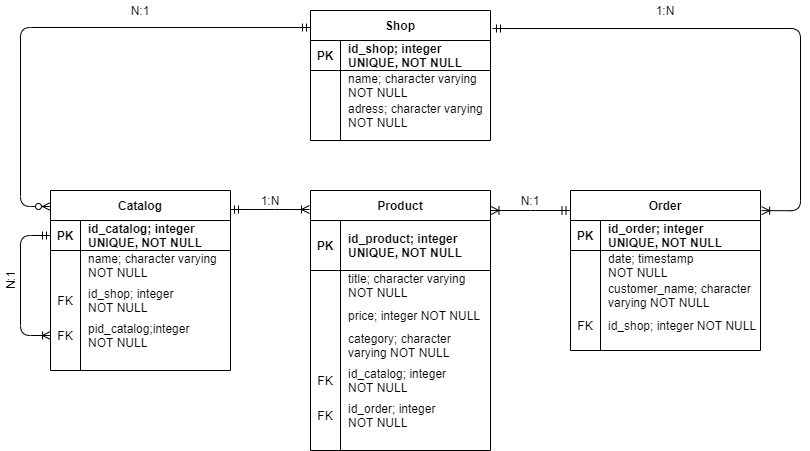 N:1
1:N
Shop
PK
id_shop; integer
UNIQUE, NOT NULL
name; character varying
NOT NULL
adress; character varying
NOT NULL
Catalog
1:N
Product
N:1
Order
PK
id_catalog; integer
UNIQUE, NOT NULL
name; character varying
NOT NULL
FK
id_shop; integer
NOT NULL
FK
pid_catalog;integer
NOT NULL
N:1
PK
id_product; integer
UNIQUE, NOT NULL
title; character varying
NOT NULL
price; integer NOT NULL
category; character
varying NOT NULL
FK
id_catalog; integer
NOT NULL
FK
id_order; integer
NOT NULL
PK
id_order; integer
UNIQUE, NOT NULL
date; timestamp
NOT NULL
customer_name; character
varying NOT NULL
FK
id_shop; integer NOT NULL